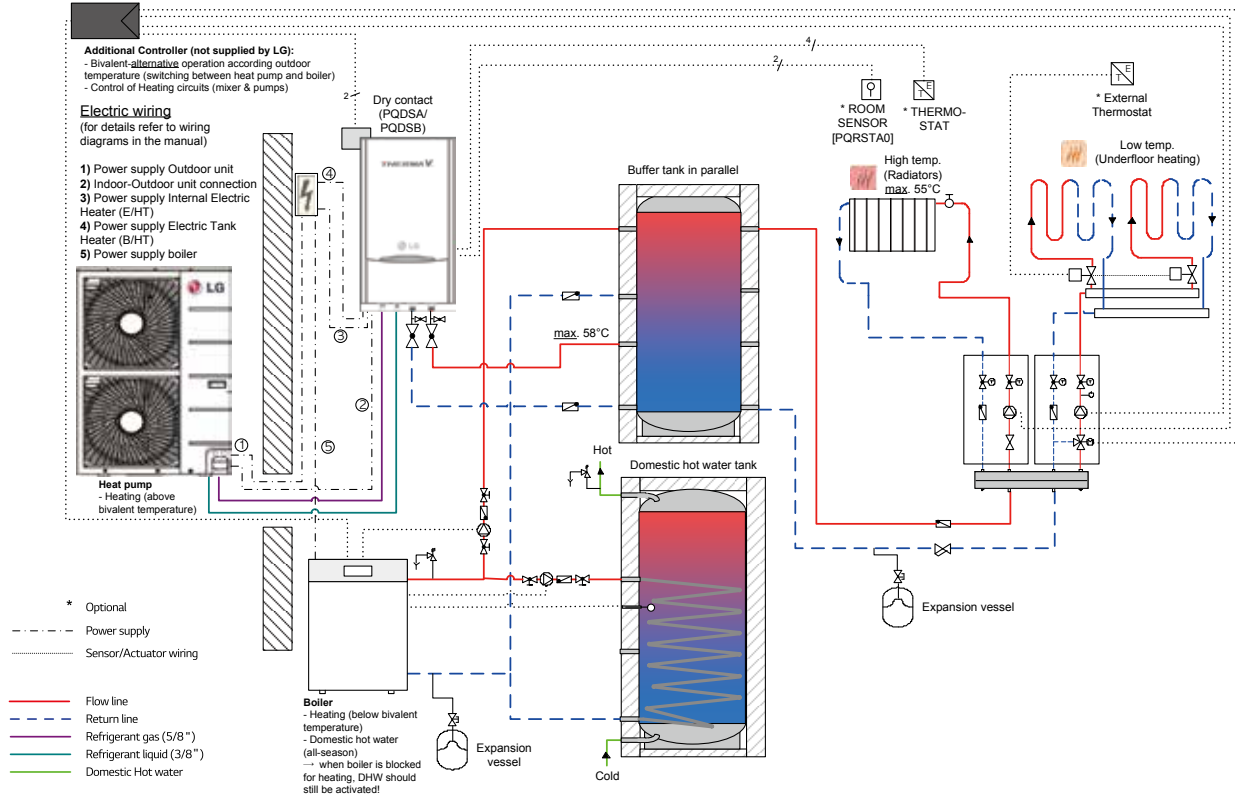 Additional Controller (not supplied by LG):
- Bivalent-alternative operation according outdoor
temperature (switching between heat pump and boiler)
- Control of Heating circuits (mixer & pumps)
Electric wiring
(for details refer to wiring
diagrams in the manual)
1) Power supply Outdoor unit
2) Indoor-Outdoor unit connection
3) Power supply Internal Electric
Heater (E/HT)
4) Power supply Electric Tank
Heater (B/HT)
5) Power supply boiler
LG
1
Heat pump
- Heating (above
bivalent temperature)
2
Dry contact
(PQDSA/
PQDSB)
THERMA V
LG
4
3
2
5
4
2
* ROOM
SENSOR
[PQRSTA0]
E
T
* THERMO-
STAT
E
T
* External
Thermostat
High temp.
(Radiators)
max. 55°C
Low temp.
(Underfloor heating)
Buffer tank in parallel
max. 58°C
Hot
Domestic hot water tank
Cold
Expansion vessel
Boiler
- Heating (below bivalent
temperature)
- Domestic hot water
(all-season)
→ when boiler is blocked
for heating, DHW should
still be activated!
Expansion
vessel
* Optional
Power supply
Sensor/Actuator wiring
Flow line
Return line
Refrigerant gas (5/8")
Refrigerant liquid (3/8")
Domestic Hot water